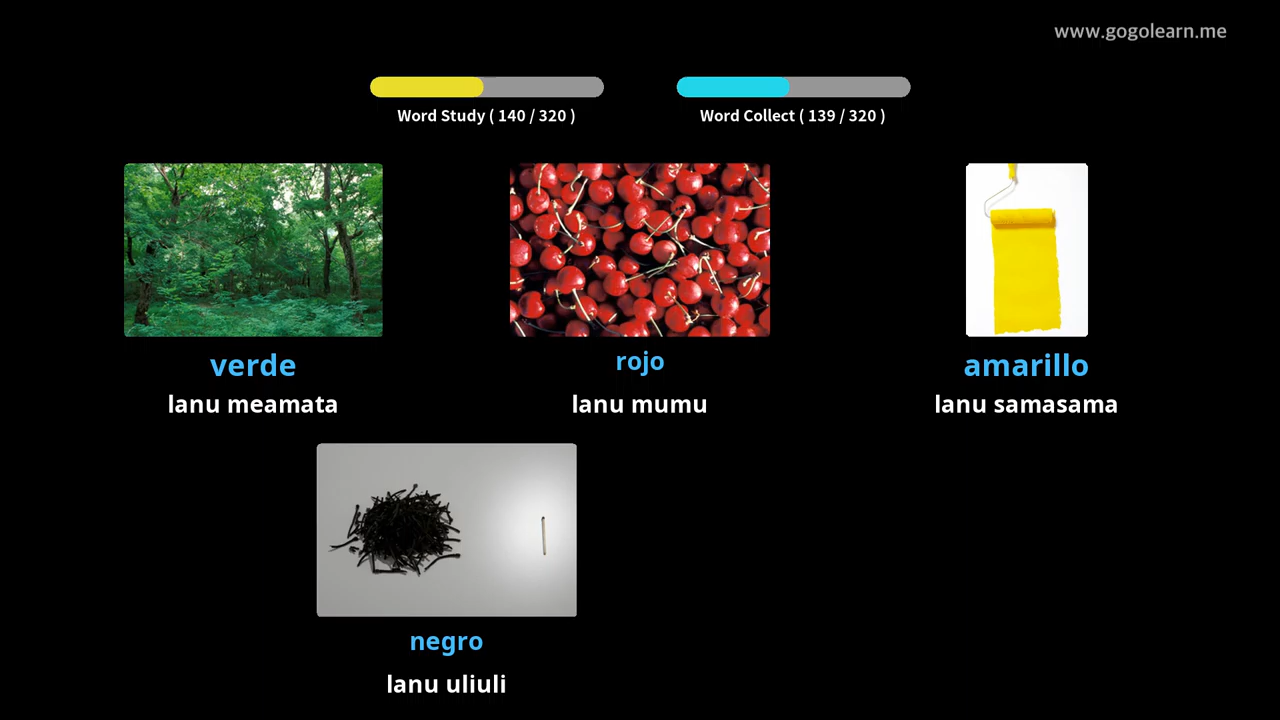 www.gogolearn.me
Word Study ( 140 / 320 )
Word Collect ( 139 / 320 )
verde
lanu meamata
rojo
lanu mumu
amarillo
lanu samasama
negro
lanu uliuli